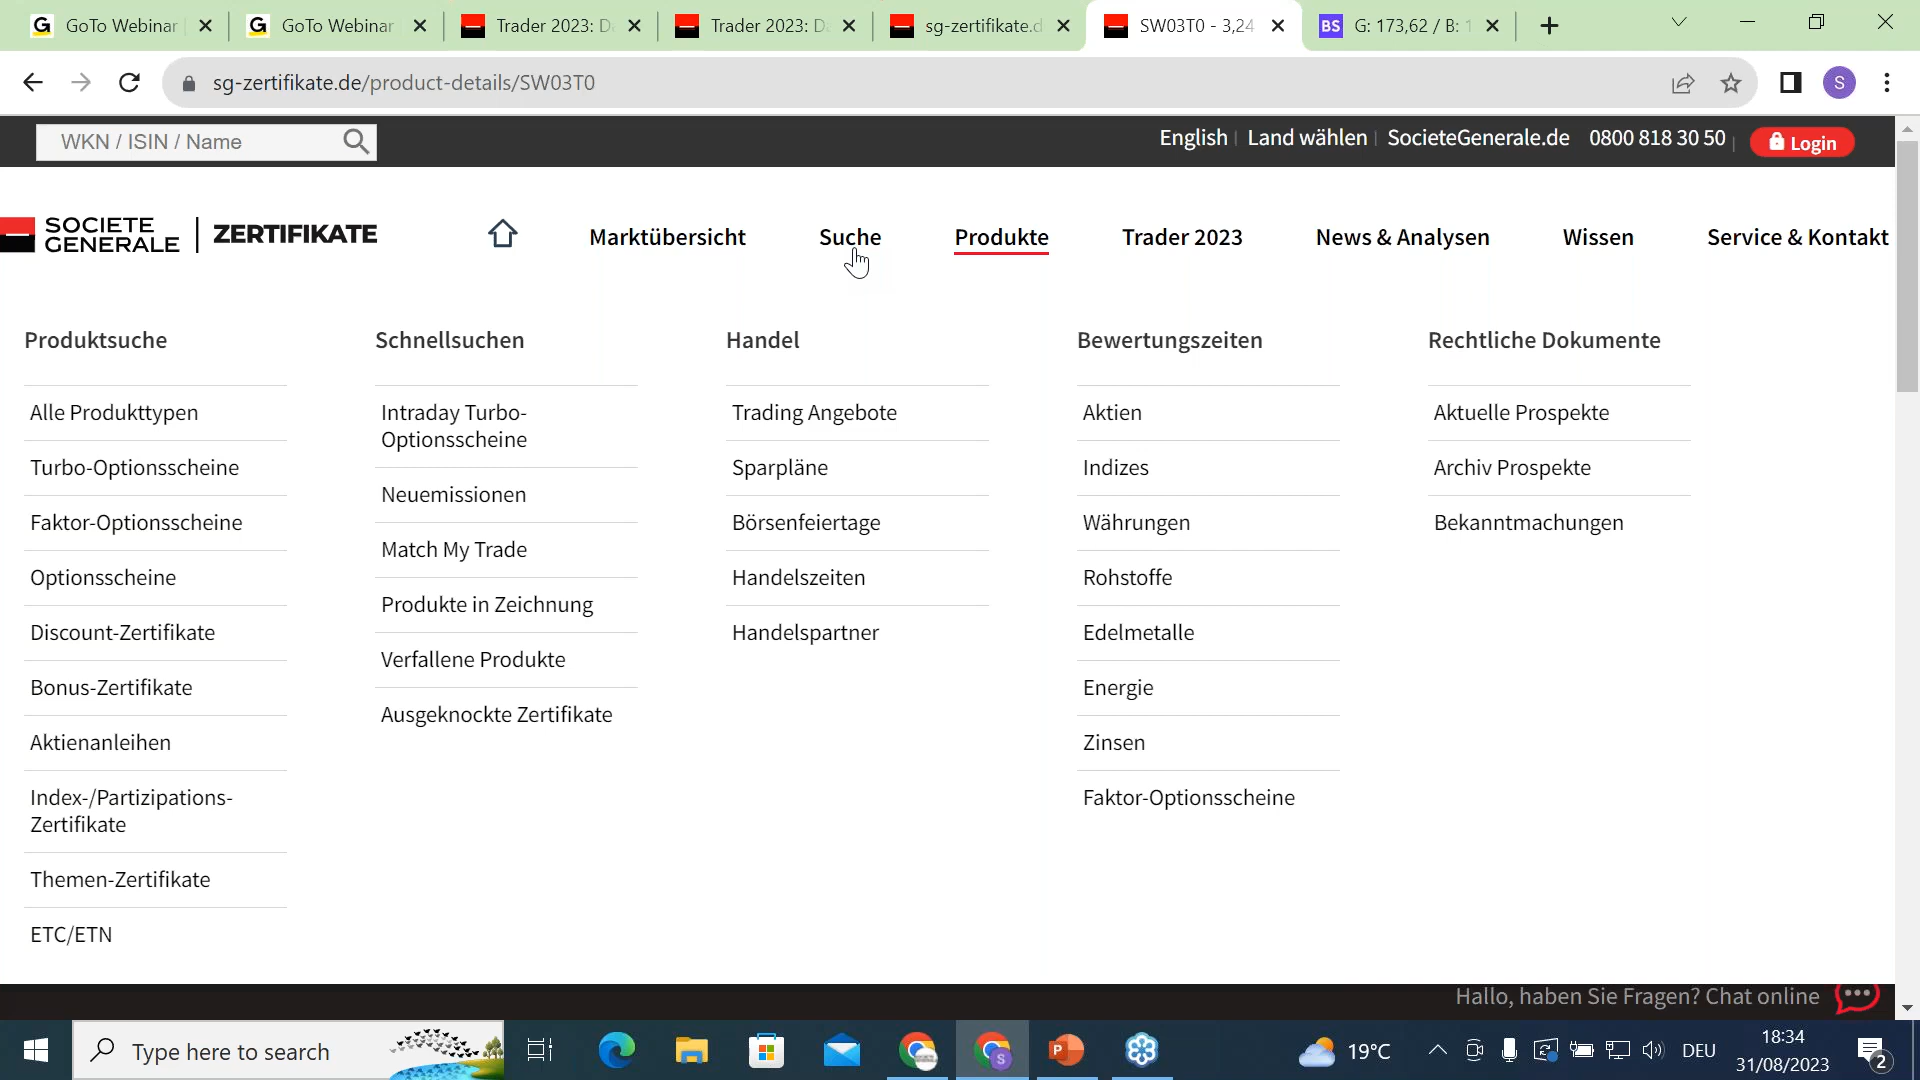 GoTo Webinar
GoTo Webinar
Trader 2023: D
Trader 2023: Da
sg-zertifikate.d
SW03T0 - 3,24
BS G: 173,62 / B: 1
sg-zertifikate.de/product-details/SW03T0
S
WKN / ISIN / Name
English
Land wählen
SocieteGenerale.de
0800 818 30 50
Login
SOCIETE
GENERALE
ZERTIFIKATE
Marktübersicht
Suche
Produkte
Trader 2023
News & Analysen
Wissen
Service & Kontakt
Produktsuche
Alle Produkttypen
Turbo-Optionsscheine
Faktor-Optionsscheine
Optionsscheine
Discount-Zertifikate
Bonus-Zertifikate
Aktienanleihen
Index-/Partizipations-
Zertifikate
Themen-Zertifikate
ETC/ETN
Schnellsuchen
Intraday Turbo-
Optionsscheine
Neuemissionen
Match My Trade
Produkte in Zeichnung
Verfallene Produkte
Ausgeknockte Zertifikate
Handel
Trading Angebote
Sparpläne
Börsenfeiertage
Handelszeiten
Handelspartner
Bewertungszeiten
Aktien
Indizes
Währungen
Rohstoffe
Edelmetalle
Energie
Zinsen
Faktor-Optionsscheine
Rechtliche Dokumente
Aktuelle Prospekte
Archiv Prospekte
Bekanntmachungen
Hallo, haben Sie Fragen? Chat online
Type here to search
19°C
DEU
18:34
31/08/2023
2